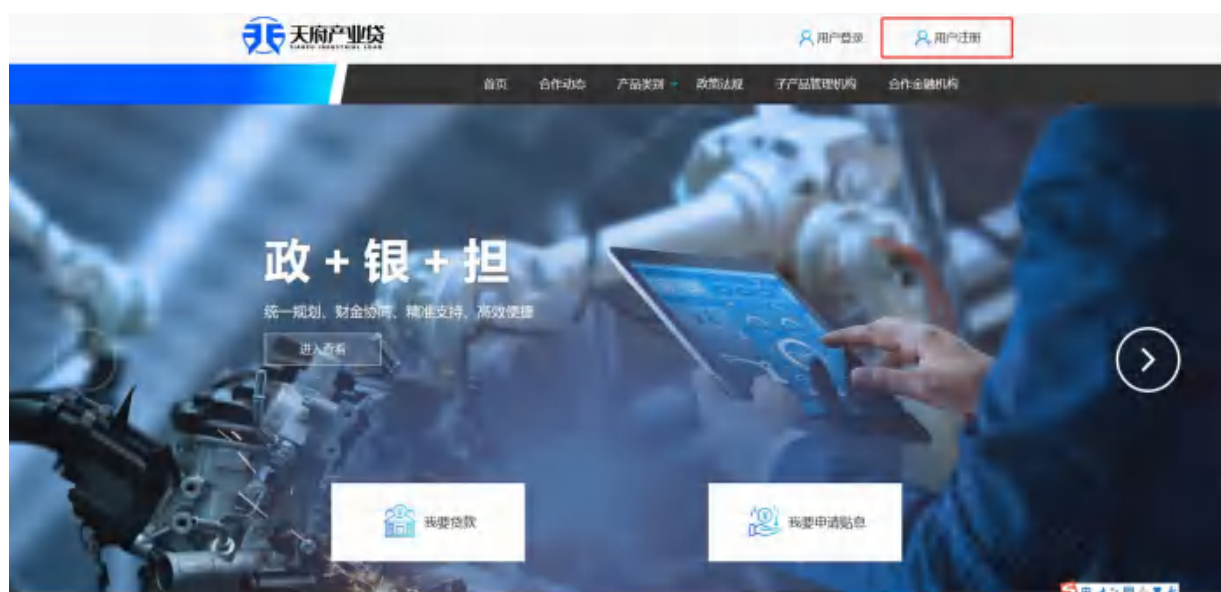 天府产业贷
TIANFU INDUSTRIAL LOAN
用户登录
用户注册
首页 合作动态 产品类别 政策法规 子产品管理机构 合作金融机构
政+银+担
统一规划、财金协同、精准支持、高效便捷
进入查看
我要贷款
我要申请贴息